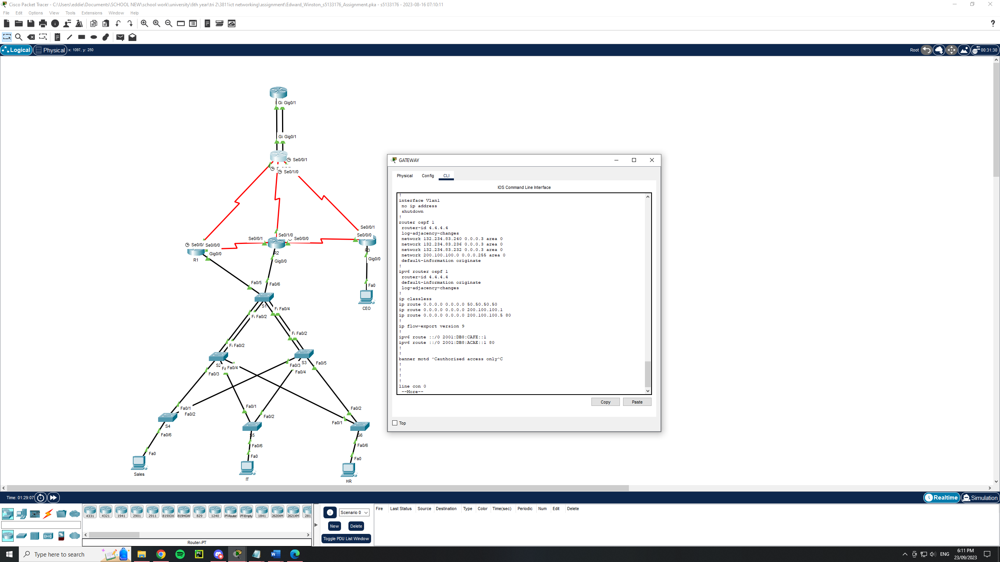 Cisco Packet Tracer - C:\Users\eddie\Documents\SCHOOL NEW\school work\university\6th year\tri 2\3811ict networking\assignment\Edward_Winston_s5133176_Assignment.pka - s5133176 - 2023-08-16 07:10:11
File Edit Options View Tools Extensions Window Help
Logical Physical x: 1097, y: 250
Root 00:31:30
Gi Gig0/1
Gi Gig0/1
Se0/0/1
Se0/1/0
Se0/0/1
Se0/0/0
Se0/0/1 Se0/1/0 Se0/0/0
Se0/0/ Se0/0/0
R1 Gig0/0
R2
Gig0/0
R3
Gig0/0
Fa0/5
Fa0/6
Fa0
S1
CEO
Fa0/4
Fa0/2
Fa0/2
Fa0/2
S2 Fa0/4
Fa0/3
Fa0/3 S3 Fa0/5
Fa0/4
Fa0/1
Fa0/2
S4
Fa0/6
Fa0
Sales
Fa0/1
Fa0/2
S5
Fa0/6
Fa0
IT
Fa0/2
Fa0/1
S6
Fa0/6
Fa0
HR
GATEWAY
Physical Config CLI
IOS Command Line Interface
!
interface Vlan1
no ip address
shutdown
!
router ospf 1
router-id 4.4.4.4
log-adjacency-changes
network 132.234.83.240 0.0.0.3 area 0
network 132.234.83.236 0.0.0.3 area 0
network 132.234.83.232 0.0.0.3 area 0
network 200.100.100.0 0.0.0.255 area 0
default-information originate
!
ipv6 router ospf 1
router-id 4.4.4.4
default-information originate
log-adjacency-changes
!
ip classless
ip route 0.0.0.0 0.0.0.0 50.50.50.50
ip route 0.0.0.0 0.0.0.0 200.100.100.1
ip route 0.0.0.0 0.0.0.0 200.100.100.5 80
!
ip flow-export version 9
!
ipv6 route ::/0 2001:DB8:CAFE::1
ipv6 route ::/0 2001:DB8:ACAE::1 80
!
!
banner motd ^Cauthorised access only^C
!
!
!
!
line con 0
--More--
Copy Paste
Top
Time: 01:29:07
Realtime Simulation
4331 4321 1941 2901 2911 819IOX 819HGW 829 1240 PT-Router PT-Empty 1841 2620XM 2621XM 281
Router-PT
Scenario 0
New Delete
Toggle PDU List Window
Fire Last Status Source Destination Type Color Time(sec) Periodic Num Edit Delete
Type here to search
ENG
6:11 PM
23/09/2023